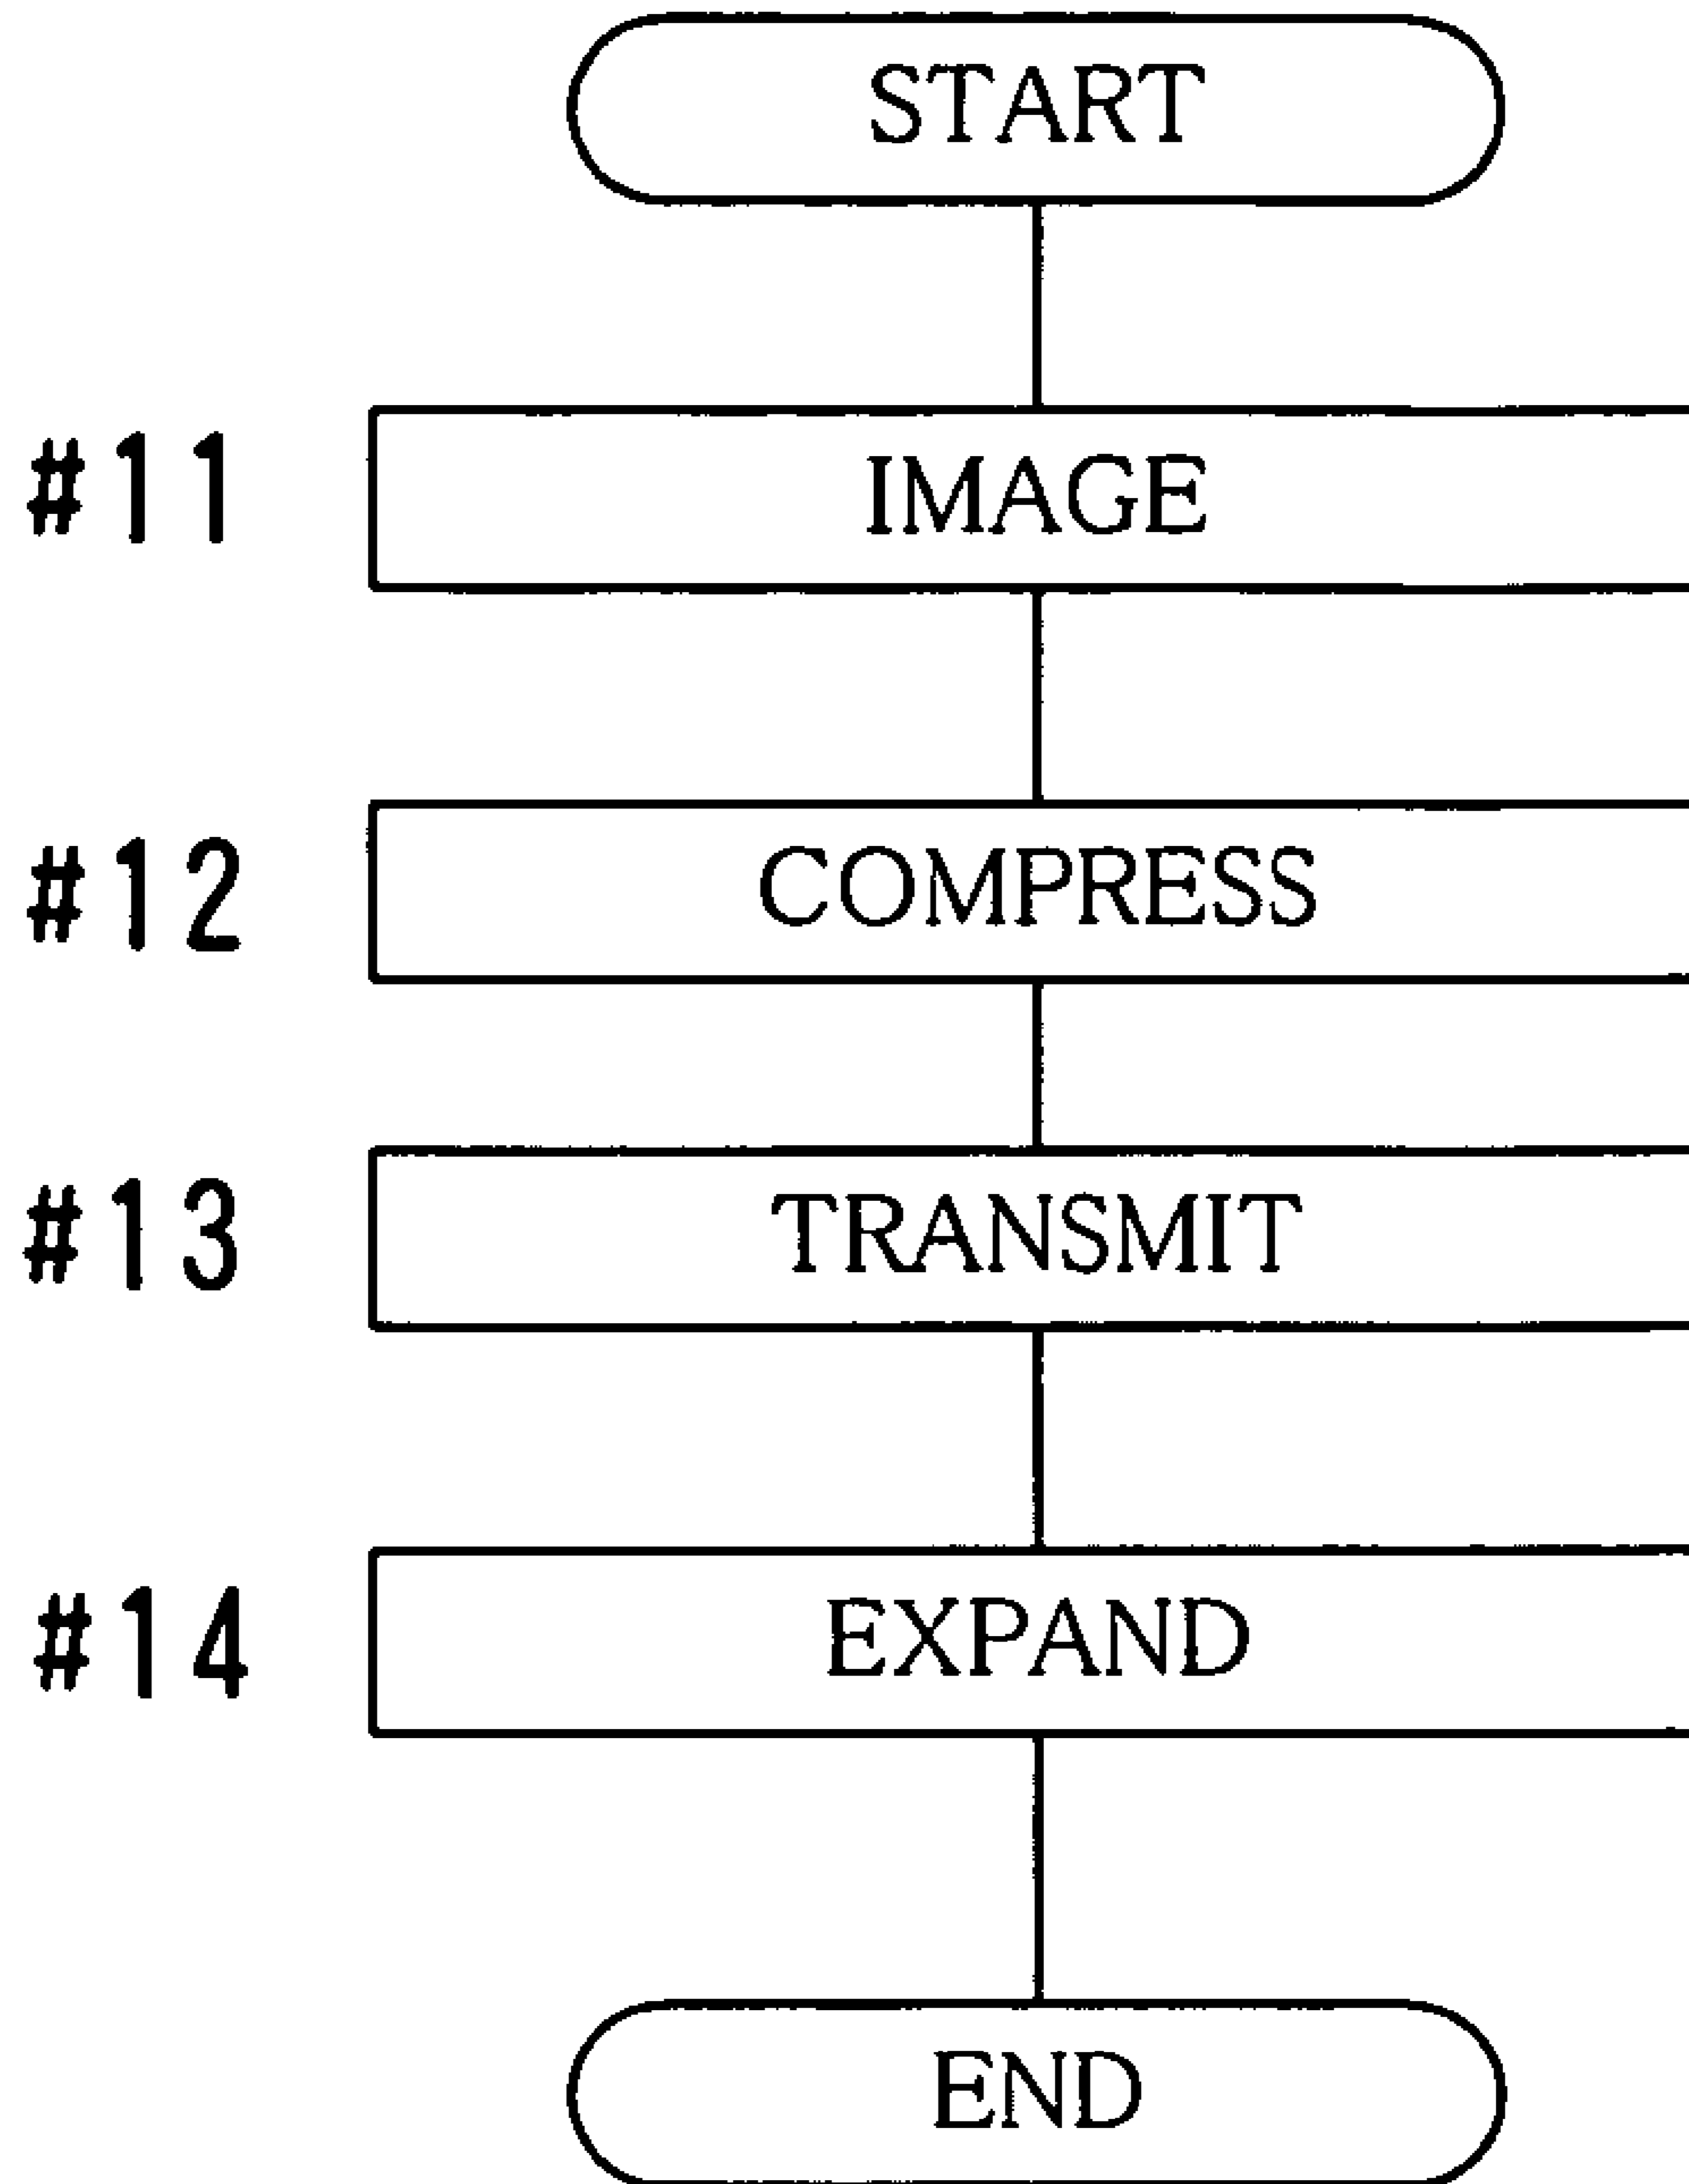 START
#11 IMAGE
#12 COMPRESS
#13 TRANSMIT
#14 EXPAND
END